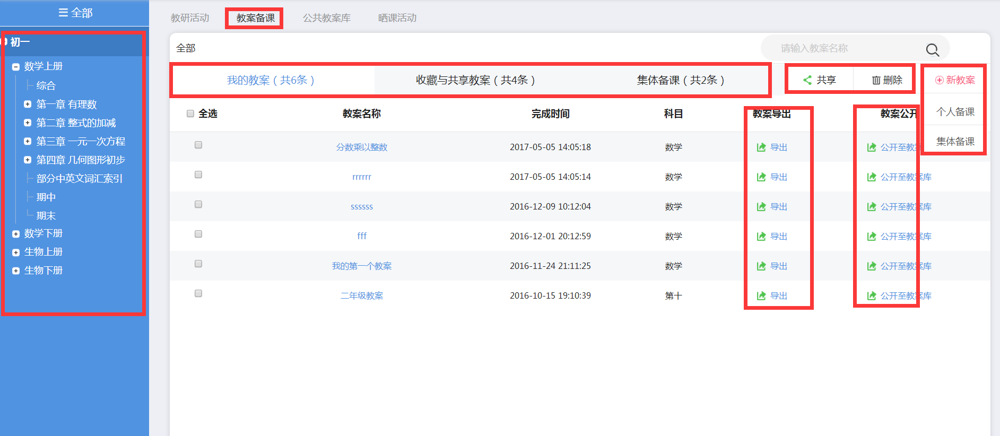 全部
初一
数学上册
综合
第一章 有理数
第二章 整式的加减
第三章 一元一次方程
第四章 几何图形初步
部分中英文词汇索引
期中
期末
数学下册
生物上册
生物下册
教研活动 教案备课 公共教案库 晒课活动
全部 请输入教案名称
我的教案（共6条） 收藏与共享教案（共4条） 集体备课（共2条） 共享 删除 新教案
个人备课
集体备课
全选 教案名称 完成时间 科目 教案导出 教案公开
分数乘以整数 2017-05-05 14:05:18 数学 导出 公开至教案
rrrrrr 2017-05-05 14:05:14 数学 导出 公开至教案库
ssssss 2016-12-09 10:12:04 数学 导出 公开至教案库
fff 2016-12-01 20:12:59 数学 导出 公开至教案库
我的第一个教案 2016-11-24 21:11:25 数学 导出 公开至教案库
二年级教案 2016-10-15 19:10:39 第十 导出 公开至教案库